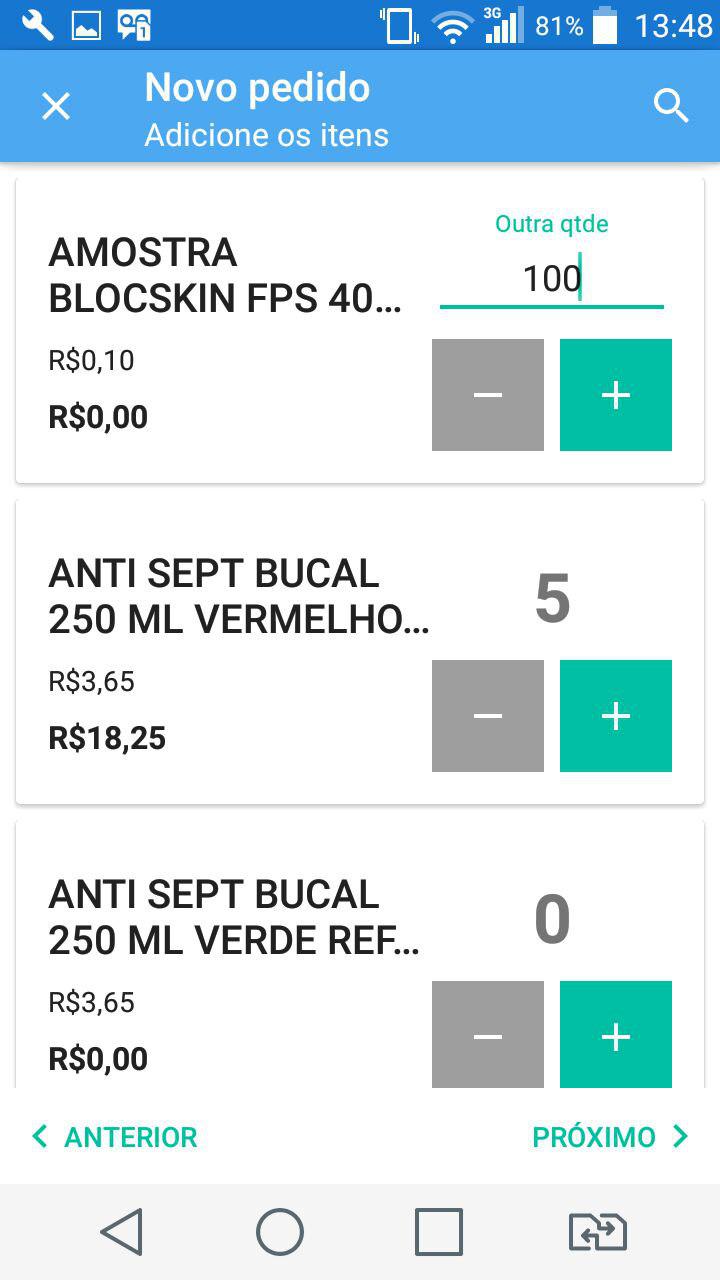 3G 81% 13:48
Novo pedido
Adicione os itens
Outra qtde
AMOSTRA
BLOCSKIN FPS 40...
100
R$0,10
R$0,00
− +
ANTI SEPT BUCAL
250 ML VERMELHO...
5
R$3,65
R$18,25
− +
ANTI SEPT BUCAL
250 ML VERDE REF...
0
R$3,65
R$0,00
− +
ANTERIOR
PRÓXIMO